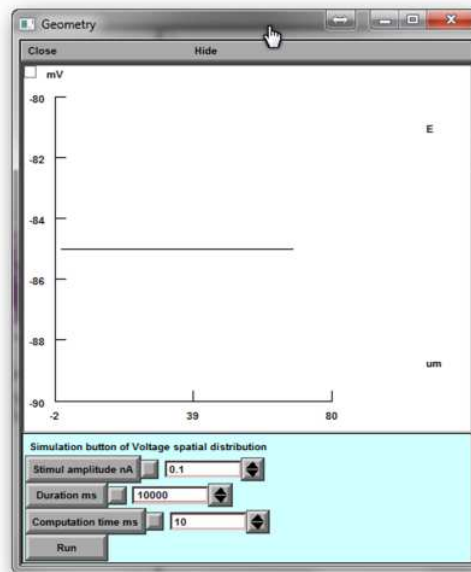 Geometry
Close Hide
mV
-80
E
-82
-84
-86
-88
um
-90
-2 39 80
Simulation button of Voltage spatial distribution
Stimul amplitude nA 0.1
Duration ms 10000
Computation time ms 10
Run